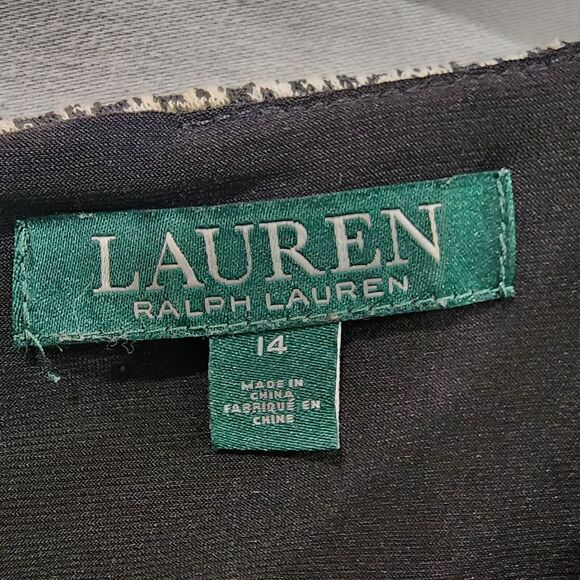 LAUREN
RALPH LAUREN
14
MADE IN
CHINA
FABRIQUÉ EN
CHINE